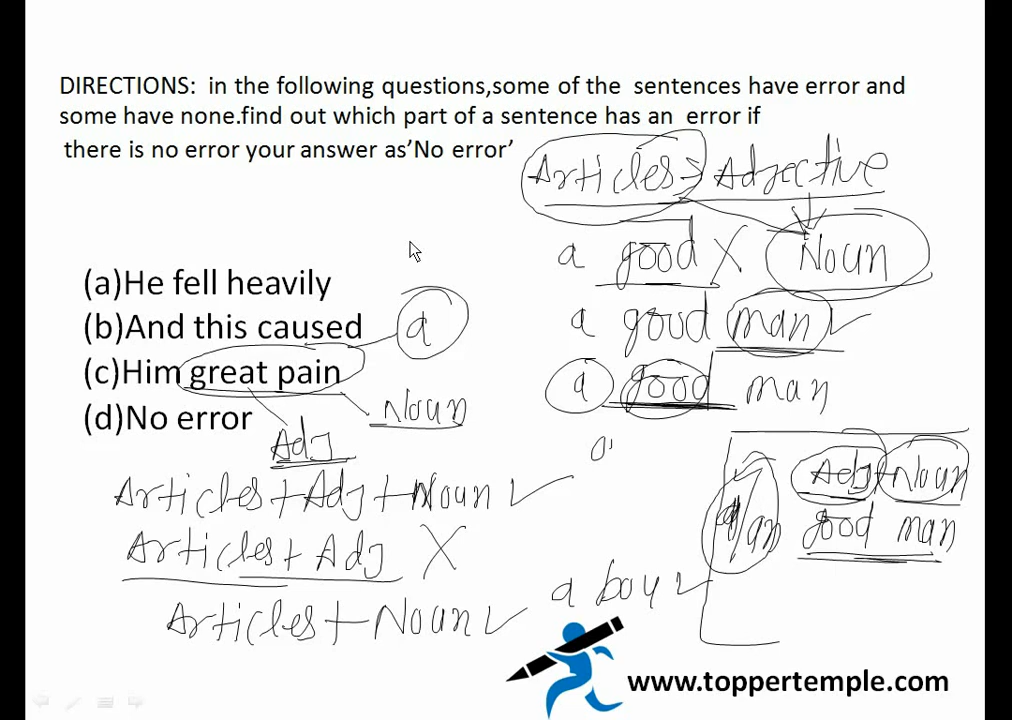 DIRECTIONS: in the following questions,some of the sentences have error and
some have none.find out which part of a sentence has an error if
there is no error your answer as’No error’
Articles Adjective
a good X Noun
(a)He fell heavily
(b)And this caused a
a good man
(c)Him great pain
a good man
(d)No error
Noun
Adj
Adj+Noun
Articles+Adj+Noun
a/an good man
Articles+Adj X
a boy
Articles+Noun
www.toppertemple.com